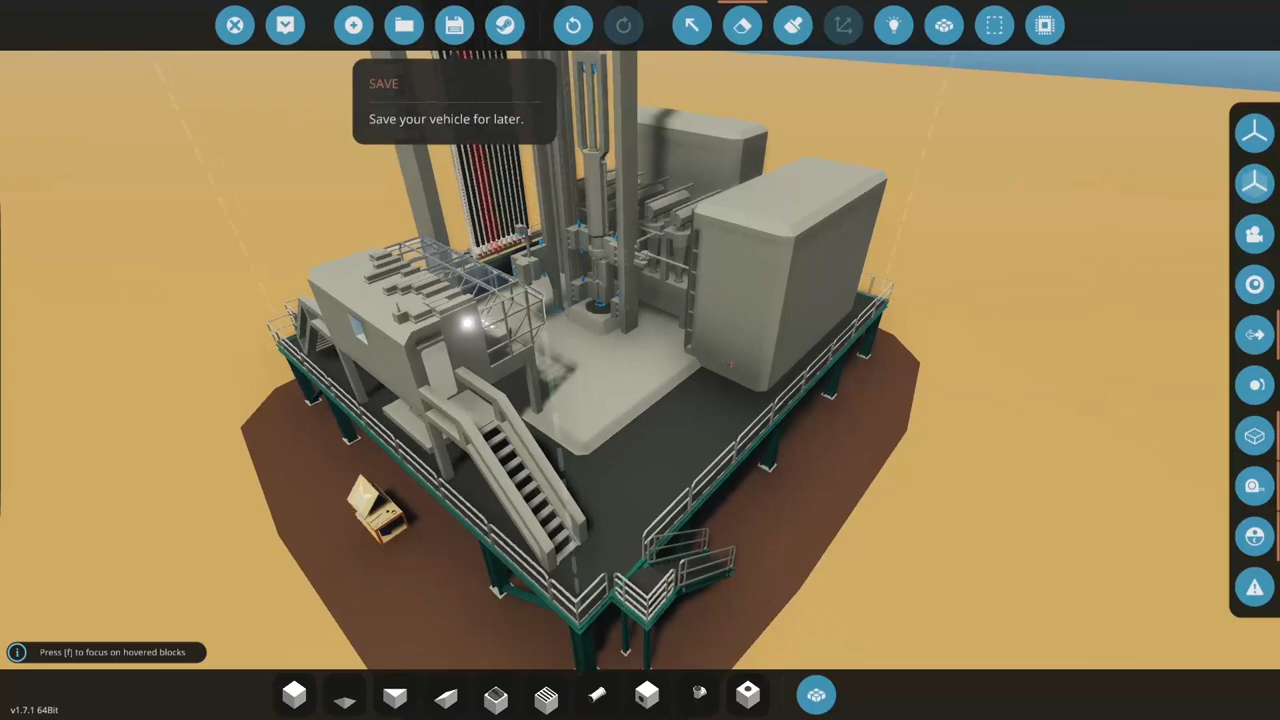 SAVE
Save your vehicle for later.
Press [f] to focus on hovered blocks
v1.7.1 64Bit